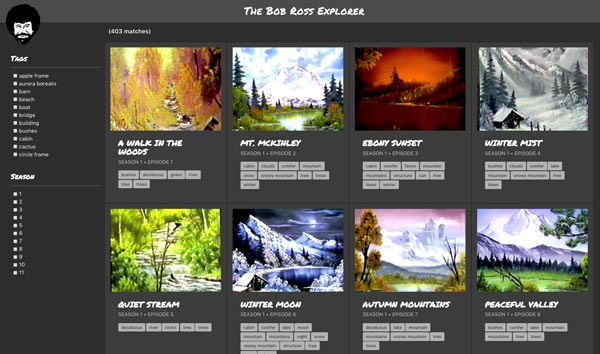 The Bob Ross Explorer
(403 matches)
Tags
apple frame
aurora borealis
barn
beach
boat
bridge
building
bushes
cabin
cactus
circle frame
Season
1
2
3
4
5
6
7
8
9
10
11
A Walk in the
Woods
SEASON 1 • EPISODE 1
bushes deciduous grass river
tree trees
Mt. McKinley
SEASON 1 • EPISODE 2
cabin clouds conifer mountain
snow snowy mountain tree trees
winter
Ebony Sunset
SEASON 1 • EPISODE 3
cabin conifer fence mountain
mountains structure sun tree
trees winter
Winter Mist
SEASON 1 • EPISODE 4
bushes clouds conifer lake
mountain mountains snowy mountain
tree trees
Quiet Stream
SEASON 1 • EPISODE 5
deciduous river rocks tree trees
Winter Moon
SEASON 1 • EPISODE 6
cabin conifer lake moon
mountain mountains night snow
snowy mountain structure tree
Autumn Mountains
SEASON 1 • EPISODE 7
deciduous lake mountain
mountains snowy mountain tree
trees
Peaceful Valley
SEASON 1 • EPISODE 8
bushes conifer lake mountain
mountains tree trees